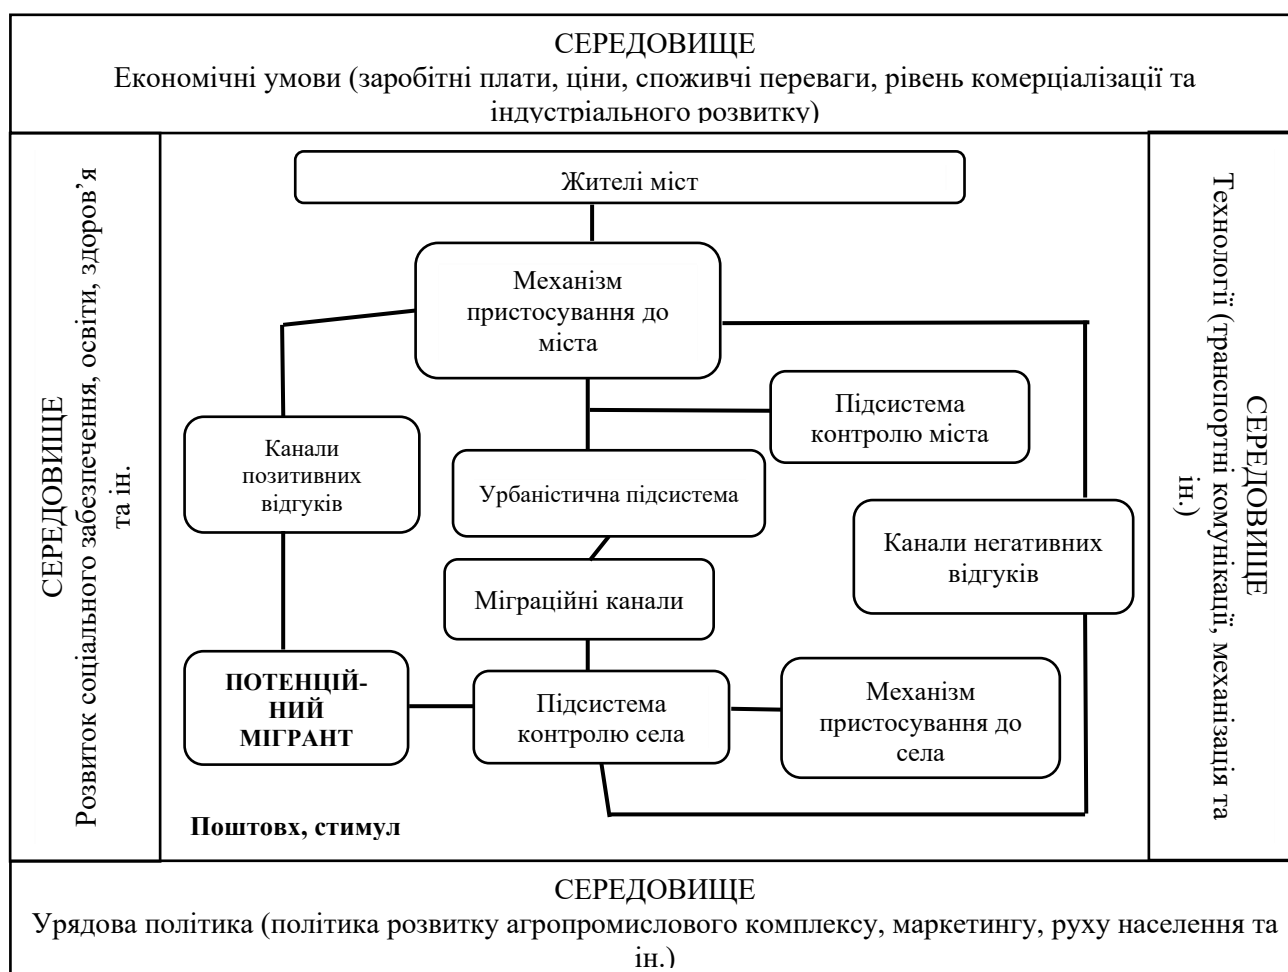 СЕРЕДОВИЩЕ
Економічні умови (заробітні плати, ціни, споживчі переваги, рівень комерціалізації та
індустріального розвитку)
СЕРЕДОВИЩЕ
Розвиток соціального забезпечення, освіти, здоров’я
та ін.
Жителі міст
Механізм
пристосування до
міста
Підсистема
контролю міста
Канали
позитивних
відгуків
Урбаністична підсистема
Канали негативних
відгуків
Міграційні канали
ПОТЕНЦІЙ-
НИЙ
МІГРАНТ
Підсистема
контролю села
Механізм
пристосування до
села
Поштовх, стимул
СЕРЕДОВИЩЕ
Технології (транспортні комунікації, механізація та
ін.)
СЕРЕДОВИЩЕ
Урядова політика (політика розвитку агропромислового комплексу, маркетингу, руху населення та
ін.)